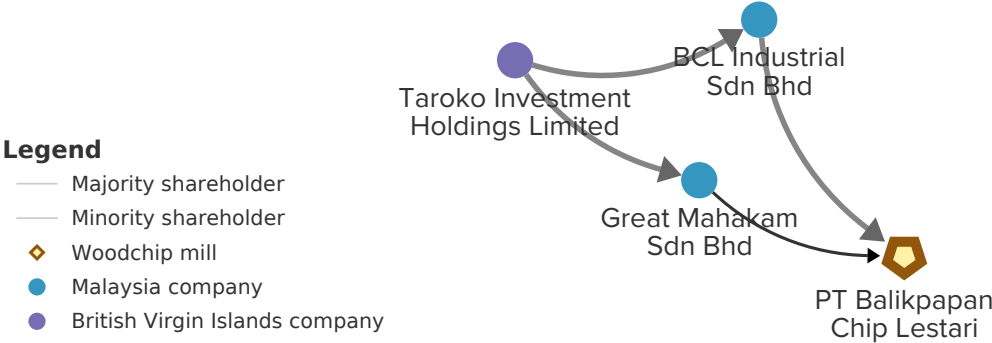 BCL Industrial
Sdn Bhd
Taroko Investment
Holdings Limited
Legend
Majority shareholder
Minority shareholder
Woodchip mill
Malaysia company
British Virgin Islands company
Great Mahakam
Sdn Bhd
PT Balikpapan
Chip Lestari